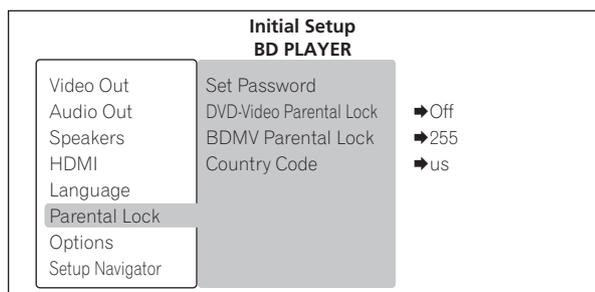 Initial Setup
BD PLAYER
Video Out
Audio Out
Speakers
HDMI
Language
Parental Lock
Options
Setup Navigator
Set Password
DVD-Video Parental Lock ➡Off
BDMV Parental Lock ➡255
Country Code ➡us